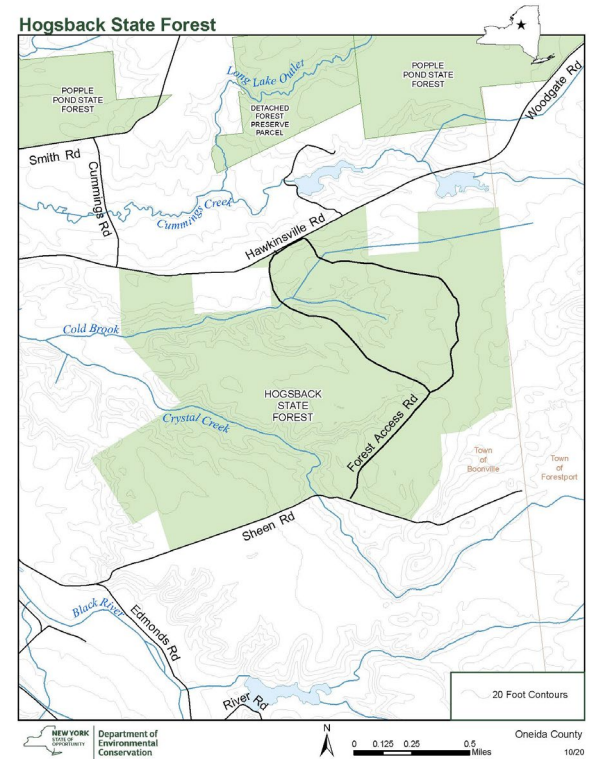 Hogsback State Forest
Long Lake Outlet
POPPLE
POND STATE
FOREST
POPPLE
POND STATE
FOREST
DETACHED
FOREST
PRESERVE
PARCEL
Woodgate Rd
Smith Rd
Cummings Rd
Cummings Creek
Hawkinsville Rd
Cold Brook
HOGSBACK
STATE
FOREST
Crystal Creek
Forest Access Rd
Town
of
Boonville
Town
of
Forestport
Sheen Rd
Black River
Edmonds Rd
River Rd
20 Foot Contours
NEW YORK
STATE OF
OPPORTUNITY
Department of
Environmental
Conservation
N
0 0.125 0.25 0.5
Miles
Oneida County
10/20